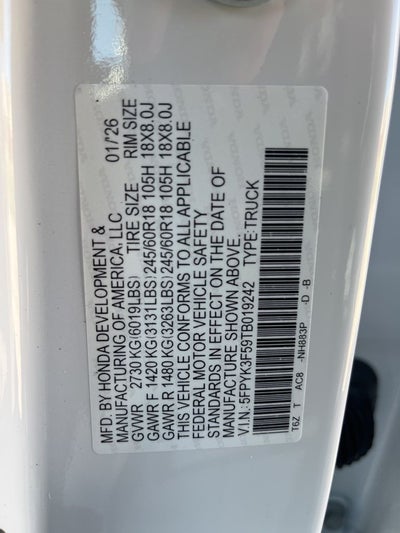 MFD. BY HONDA DEVELOPMENT &
MANUFACTURING OF AMERICA, LLC 01/'26
GVWR 2730 KG (6019LBS) TIRE SIZE RIM SIZE
GAWR F 1420 KG (3131LBS) 245/60R18 105H 18X8.0J
GAWR R 1480 KG (3263LBS) 245/60R18 105H 18X8.0J
THIS VEHICLE CONFORMS TO ALL APPLICABLE
FEDERAL MOTOR VEHICLE SAFETY
STANDARDS IN EFFECT ON THE DATE OF
MANUFACTURE SHOWN ABOVE.
V.I.N.: 5FPYK3F59TB019242 TYPE: TRUCK
T6Z T AC8 -NH883P -D -B